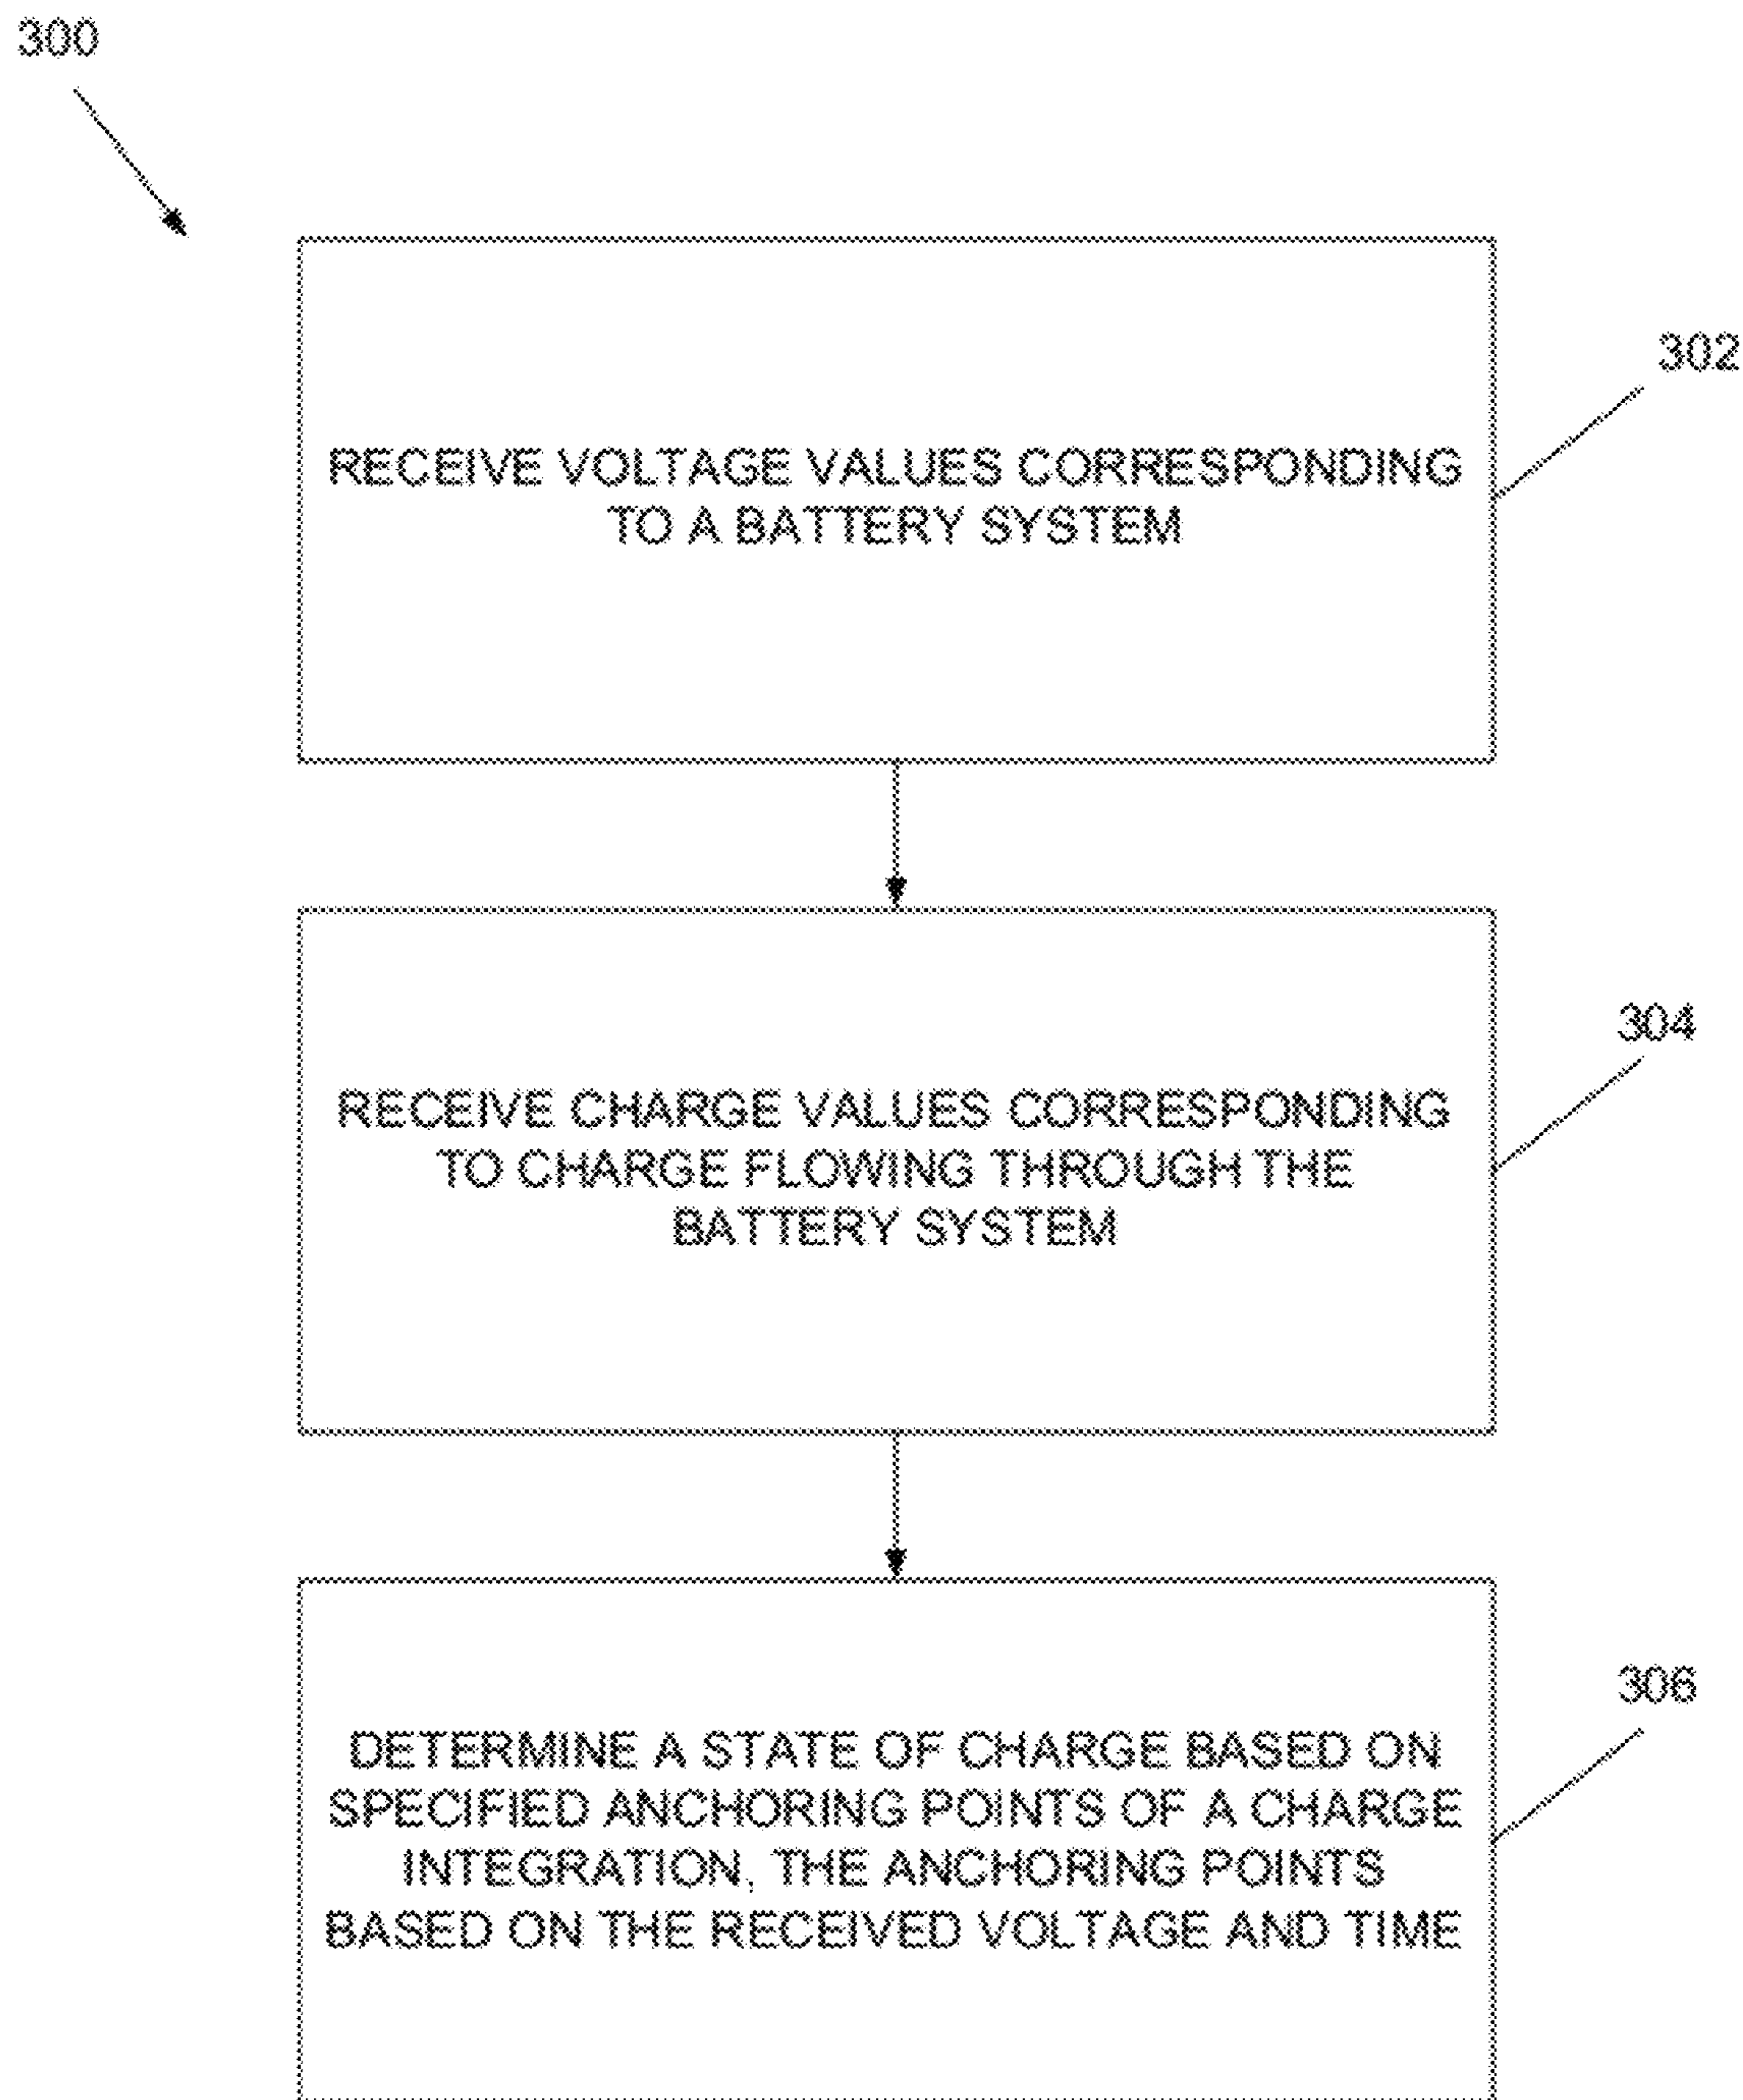 300
302
RECEIVE VOLTAGE VALUES CORRESPONDING
TO A BATTERY SYSTEM
304
RECEIVE CHARGE VALUES CORRESPONDING
TO CHARGE FLOWING THROUGH THE
BATTERY SYSTEM
306
DETERMINE A STATE OF CHARGE BASED ON
SPECIFIED ANCHORING POINTS OF A CHARGE
INTEGRATION, THE ANCHORING POINTS
BASED ON THE RECEIVED VOLTAGE AND TIME